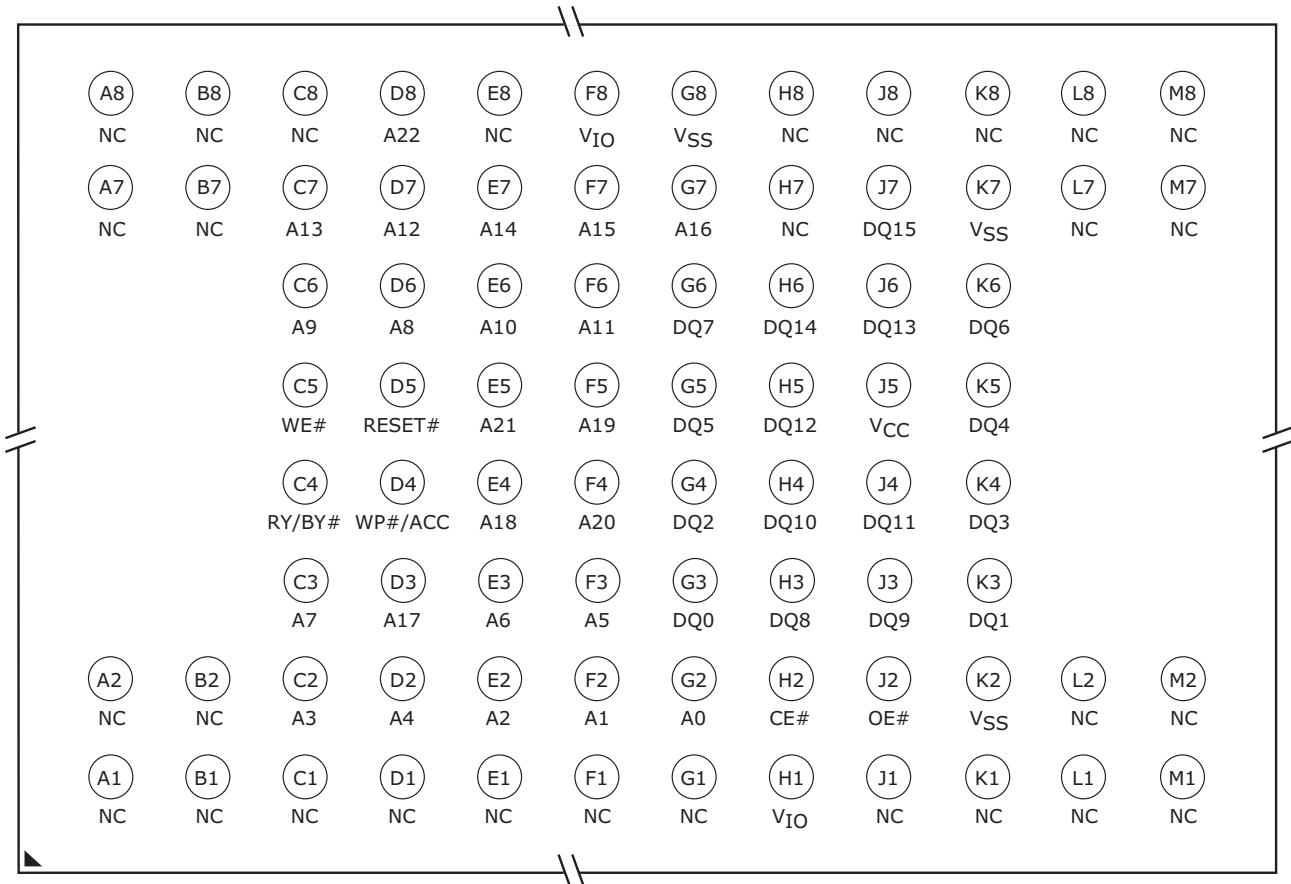 A8 B8 C8 D8 E8 F8 G8 H8 J8 K8 L8 M8
NC NC NC A22 NC VIO VSS NC NC NC NC NC
A7 B7 C7 D7 E7 F7 G7 H7 J7 K7 L7 M7
NC NC A13 A12 A14 A15 A16 NC DQ15 VSS NC NC
C6 D6 E6 F6 G6 H6 J6 K6
A9 A8 A10 A11 DQ7 DQ14 DQ13 DQ6
C5 D5 E5 F5 G5 H5 J5 K5
WE# RESET# A21 A19 DQ5 DQ12 VCC DQ4
C4 D4 E4 F4 G4 H4 J4 K4
RY/BY# WP#/ACC A18 A20 DQ2 DQ10 DQ11 DQ3
C3 D3 E3 F3 G3 H3 J3 K3
A7 A17 A6 A5 DQ0 DQ8 DQ9 DQ1
A2 B2 C2 D2 E2 F2 G2 H2 J2 K2 L2 M2
NC NC A3 A4 A2 A1 A0 CE# OE# VSS NC NC
A1 B1 C1 D1 E1 F1 G1 H1 J1 K1 L1 M1
NC NC NC NC NC NC NC VIO NC NC NC NC